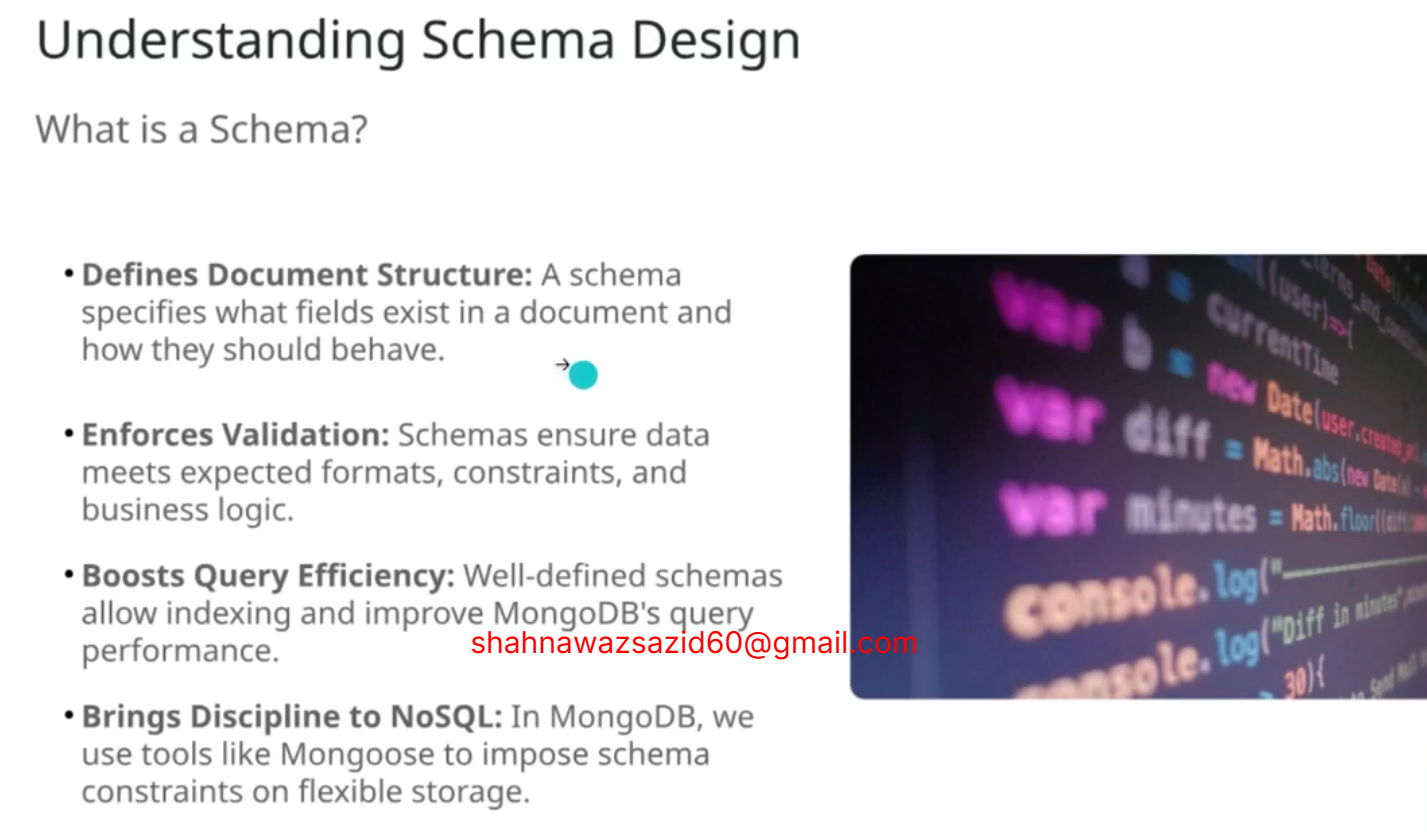 Understanding Schema Design
What is a Schema?
• Defines Document Structure: A schema
specifies what fields exist in a document and
how they should behave.
• Enforces Validation: Schemas ensure data
meets expected formats, constraints, and
business logic.
• Boosts Query Efficiency: Well-defined schemas
allow indexing and improve MongoDB's query
performance.
shahnawazsazid60@gmail.com
• Brings Discipline to NoSQL: In MongoDB, we
use tools like Mongoose to impose schema
constraints on flexible storage.
((user)=>{
= currentTime
var b = new Date(user.created_
var diff = Math.abs(new Date(
var minutes = Math.floor((diff
console.log("
console.log("Diff in minutes",
30){